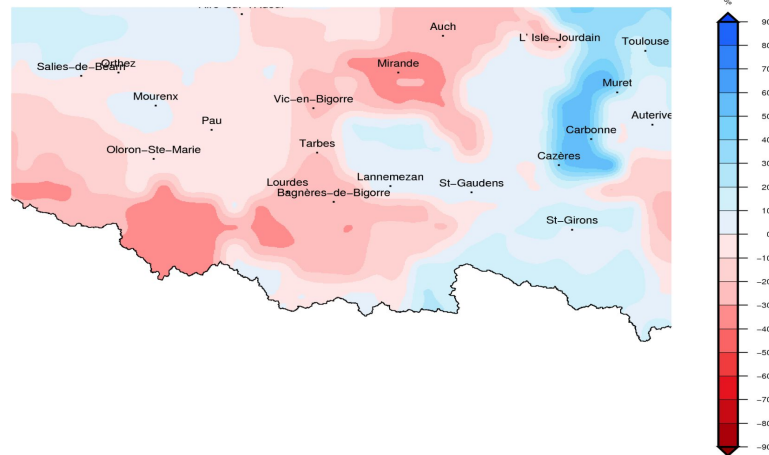 %
Auch
L' Isle-Jourdain
Toulouse
Orthez
Salies-de-Béarn
Mirande
Muret
Mourenx
Vic-en-Bigorre
Pau
Auterive
Carbonne
Oloron-Ste-Marie
Tarbes
Cazères
Lannemezan
Lourdes
St-Gaudens
Bagnères-de-Bigorre
St-Girons
90
80
70
60
50
40
30
20
10
0
-10
-20
-30
-40
-50
-60
-70
-80
-90